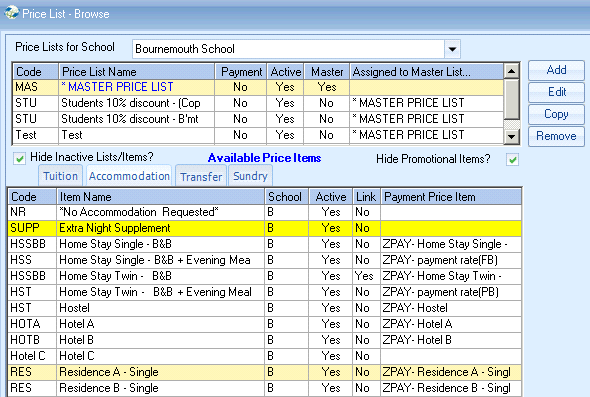 Price List - Browse
Price Lists for School Bournemouth School
Code Price List Name Payment Active Master Assigned to Master List...
MAS * MASTER PRICE LIST No Yes Yes
STU Students 10% discount - (Cop No Yes No * MASTER PRICE LIST
STU Students 10% discount - B'mt No Yes No * MASTER PRICE LIST
Test Test No Yes No * MASTER PRICE LIST
Add
Edit
Copy
Remove
Hide Inactive Lists/Items? Available Price Items Hide Promotional Items?
Tuition Accommodation Transfer Sundry
Code Item Name School Active Link Payment Price Item
NR *No Accommodation Requested* B Yes No
SUPP Extra Night Supplement B Yes No
HSSBB Home Stay Single - B&B B Yes No ZPAY- Home Stay Single -
HSS Home Stay Single - B&B + Evening Mea B Yes No ZPAY- payment rate(FB)
HSSBB Home Stay Twin - B&B B Yes Yes ZPAY- Home Stay Twin -
HST Home Stay Twin - B&B + Evening Meal B Yes No ZPAY- payment rate(PB)
HST Hostel B Yes No ZPAY- Hostel
HOTA Hotel A B Yes No ZPAY- Hotel A
HOTB Hotel B B Yes No ZPAY- Hotel B
Hotel C Hotel C B Yes No
RES Residence A - Single B Yes No ZPAY- Residence A - Singl
RES Residence B - Single B Yes No ZPAY- Residence B - Singl